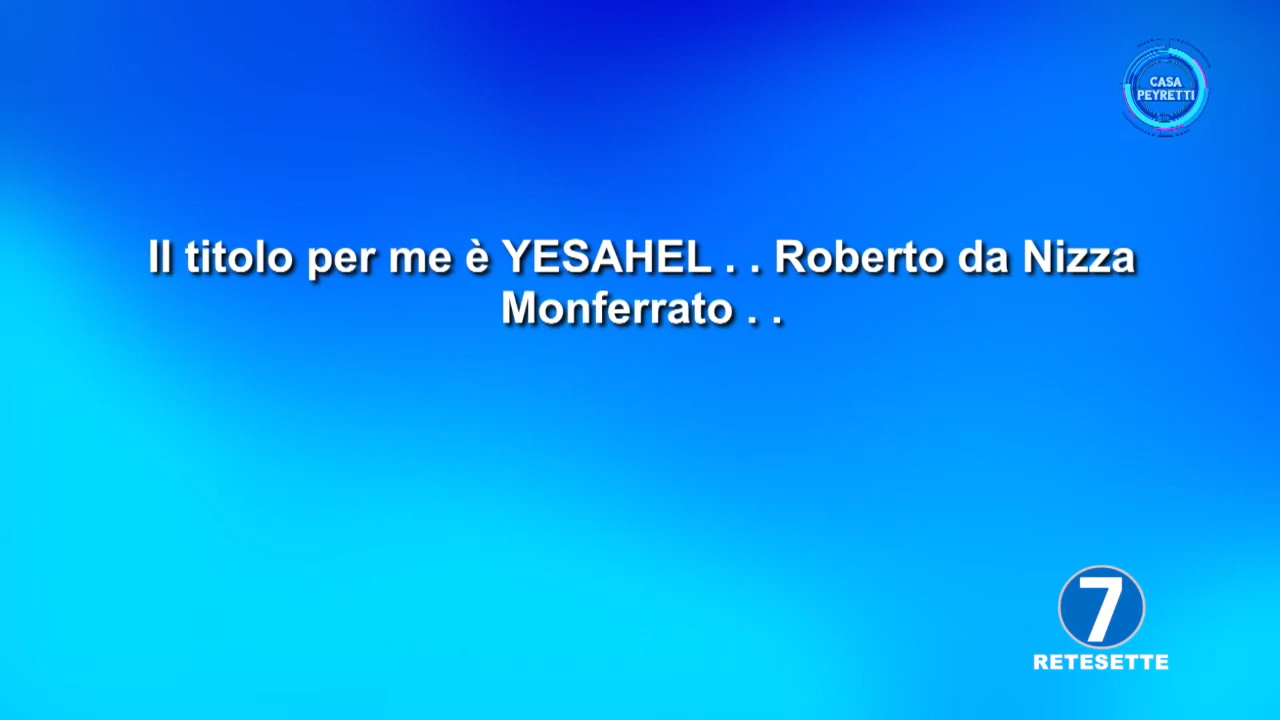 CASA
PEYRETTI
Il titolo per me è YESAHEL . . Roberto da Nizza
Monferrato . .
7
RETESETTE